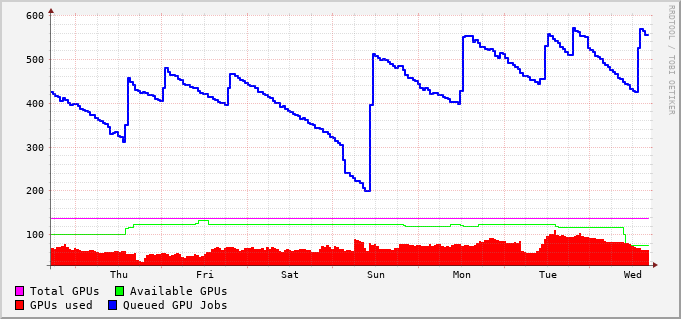 600
500
400
300
200
100
Thu Fri Sat Sun Mon Tue Wed
Total GPUs Available GPUs
GPUs used Queued GPU Jobs
RRDTOOL / TOBI OETIKER